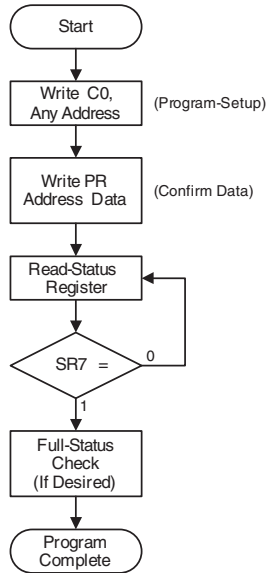 Start
Write C0,
Any Address
(Program-Setup)
Write PR
Address Data
(Confirm Data)
Read-Status
Register
SR7 =
0
1
Full-Status
Check
(If Desired)
Program
Complete